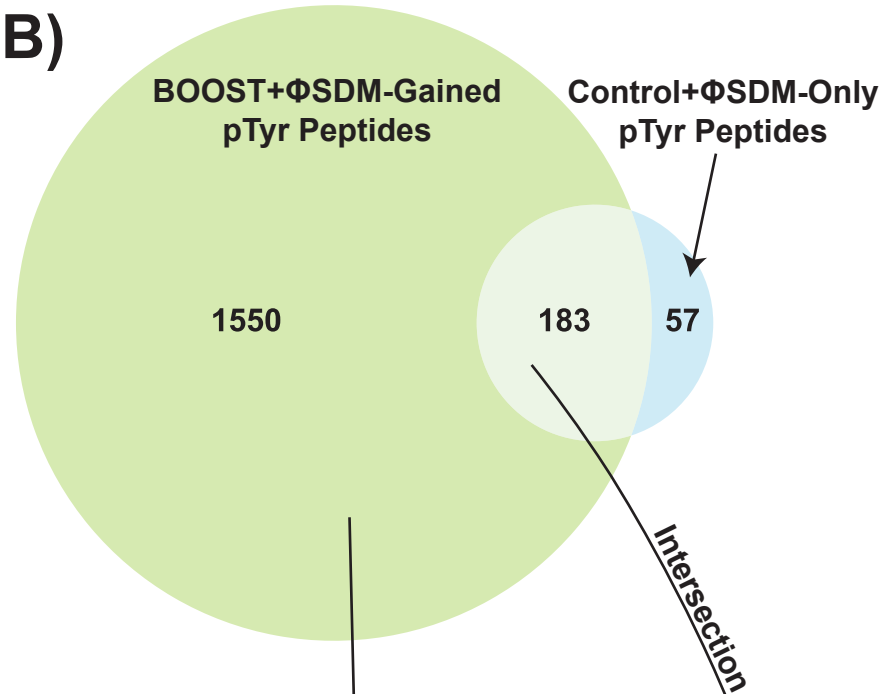 B)
BOOST+ΦSDM-Gained
pTyr Peptides
Control+ΦSDM-Only
pTyr Peptides
1550
183
57
Intersection